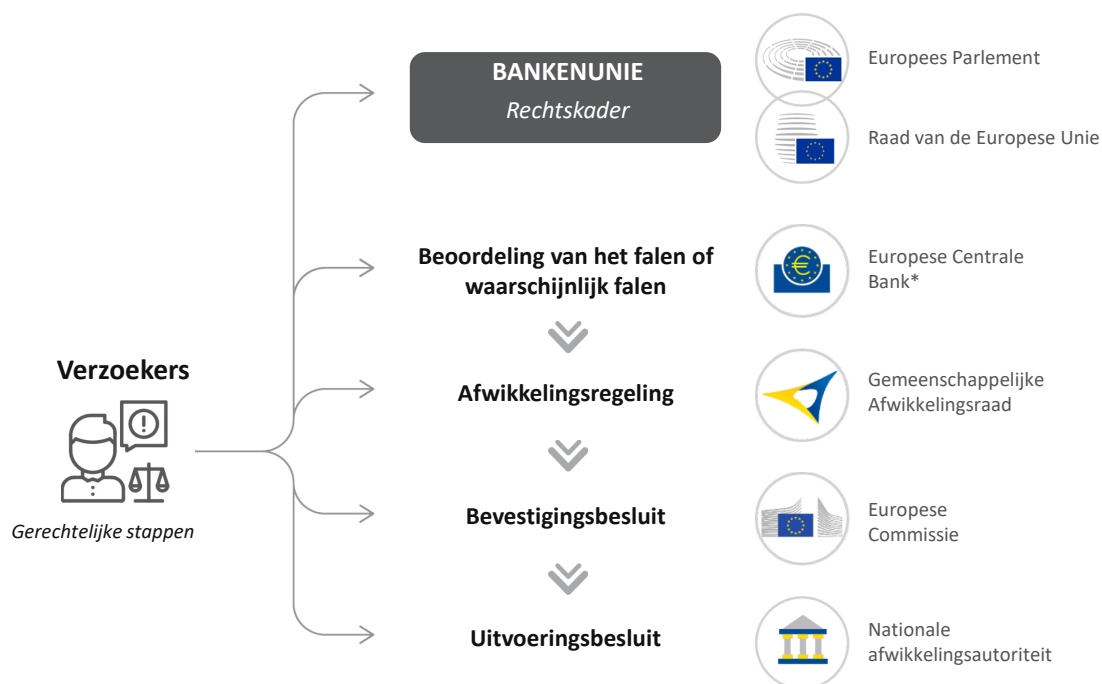 BANKENUNIE
Rechtskader
Europees Parlement
Raad van de Europese Unie
Beoordeling van het falen of
waarschijnlijk falen
Europese Centrale
Bank*
Verzoekers
Gerechtelijke stappen
Afwikkelingsregeling
Gemeenschappelijke
Afwikkelingsraad
Bevestigingsbesluit
Europese
Commissie
Uitvoeringsbesluit
Nationale
afwikkelingsautoriteit